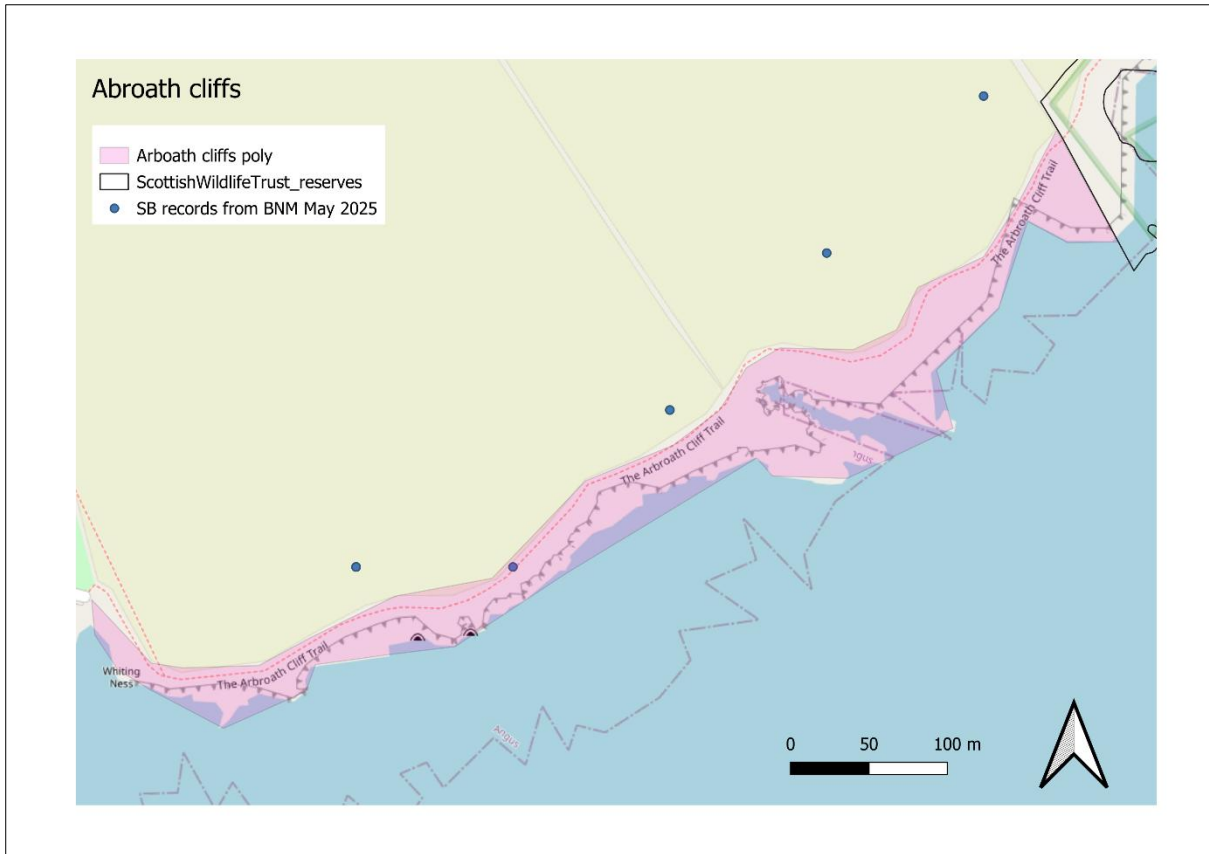 Abroath cliffs
Arboath cliffs poly
ScottishWildlifeTrust_reserves
SB records from BNM May 2025
The Arbroath Cliff Trail
The Arbroath Cliff Trail
Angus
The Arbroath Cliff Trail
Whiting
Ness
Angus
0 50 100 m